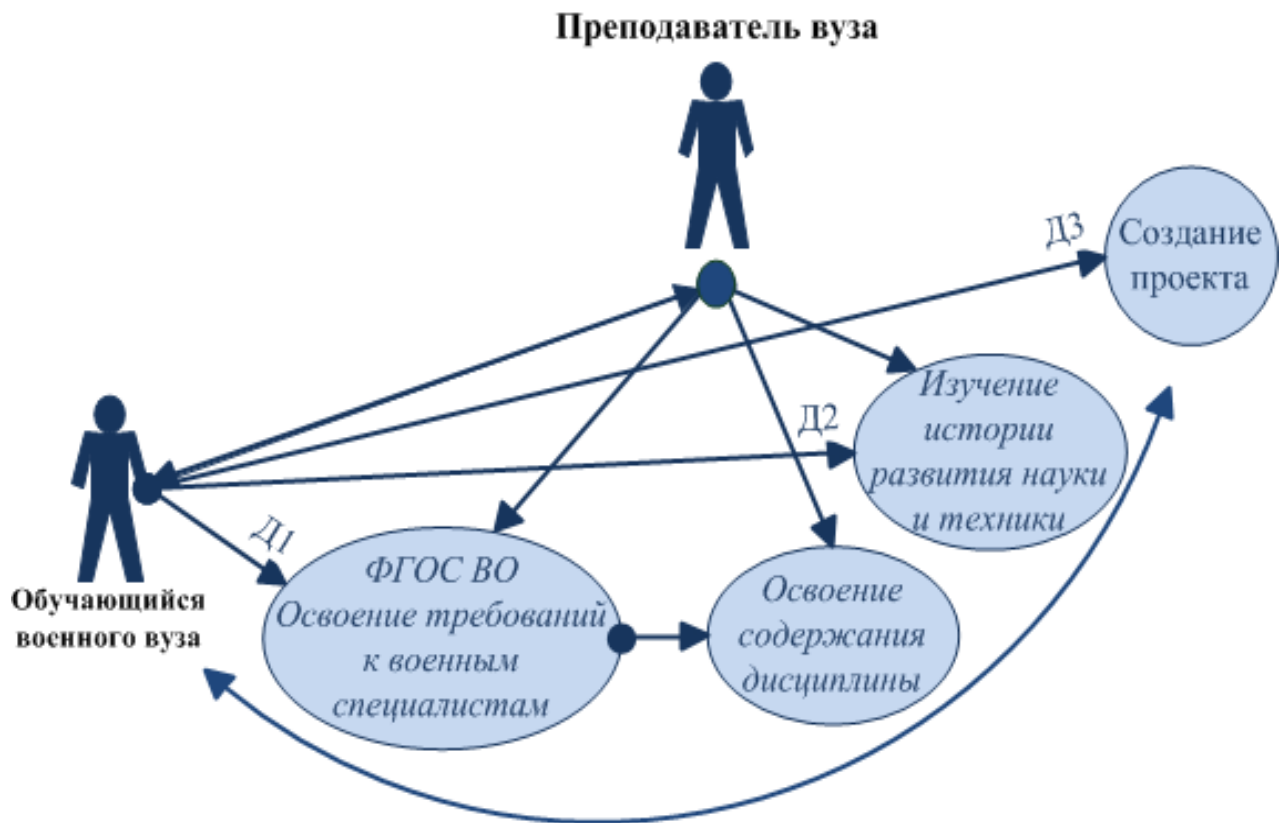 Преподаватель вуза
Д3
Создание
проекта
Изучение
истории
развития науки
и техники
Д2
Д1
Обучающийся
военного вуза
ФГОС ВО
Освоение требований
к военным
специалистам
Освоение
содержания
дисциплины